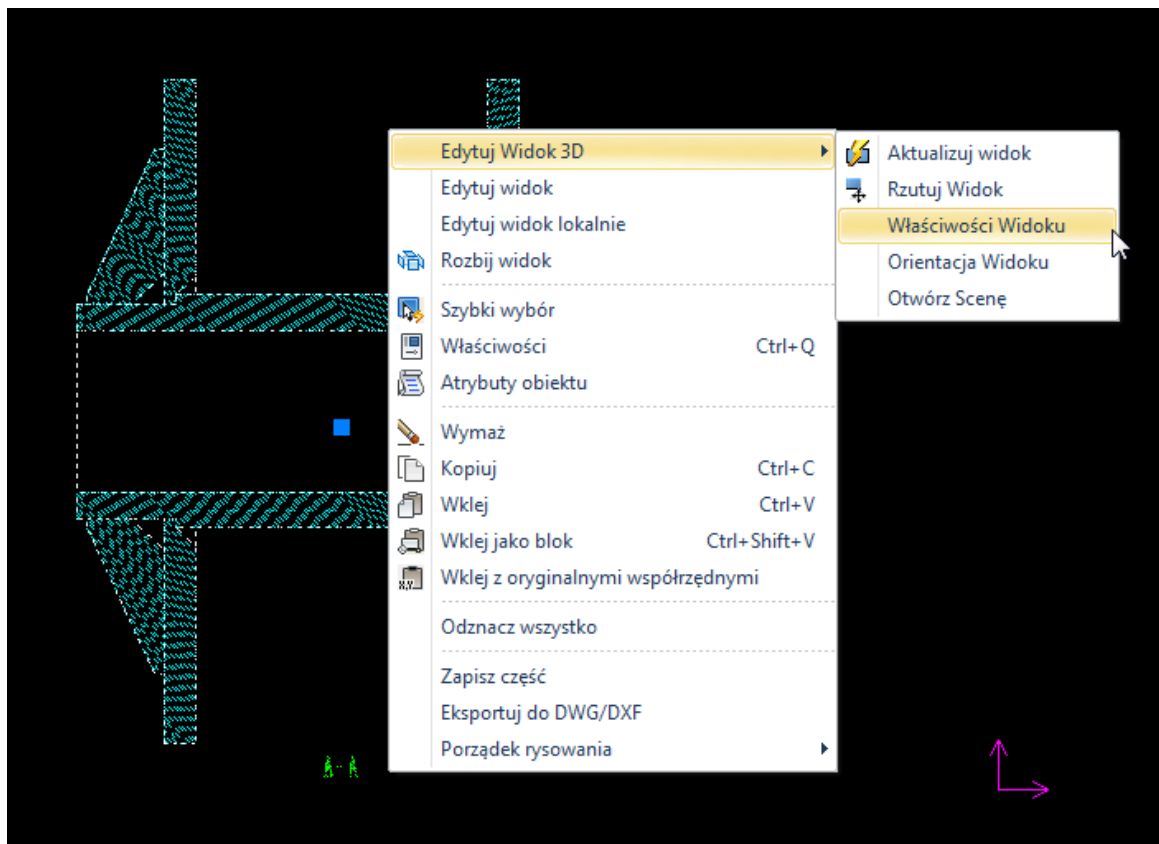 Edytuj Widok 3D
Edytuj widok
Edytuj widok lokalnie
Rozbij widok
Szybki wybór
Właściwości Ctrl+Q
Atrybuty obiektu
Wymaż
Kopiuj Ctrl+C
Wklej Ctrl+V
Wklej jako blok Ctrl+Shift+V
Wklej z oryginalnymi współrzędnymi
Odznacz wszystko
Zapisz część
Eksportuj do DWG/DXF
Porządek rysowania
Aktualizuj widok
Rzutuj Widok
Właściwości Widoku
Orientacja Widoku
Otwórz Scenę
A-A